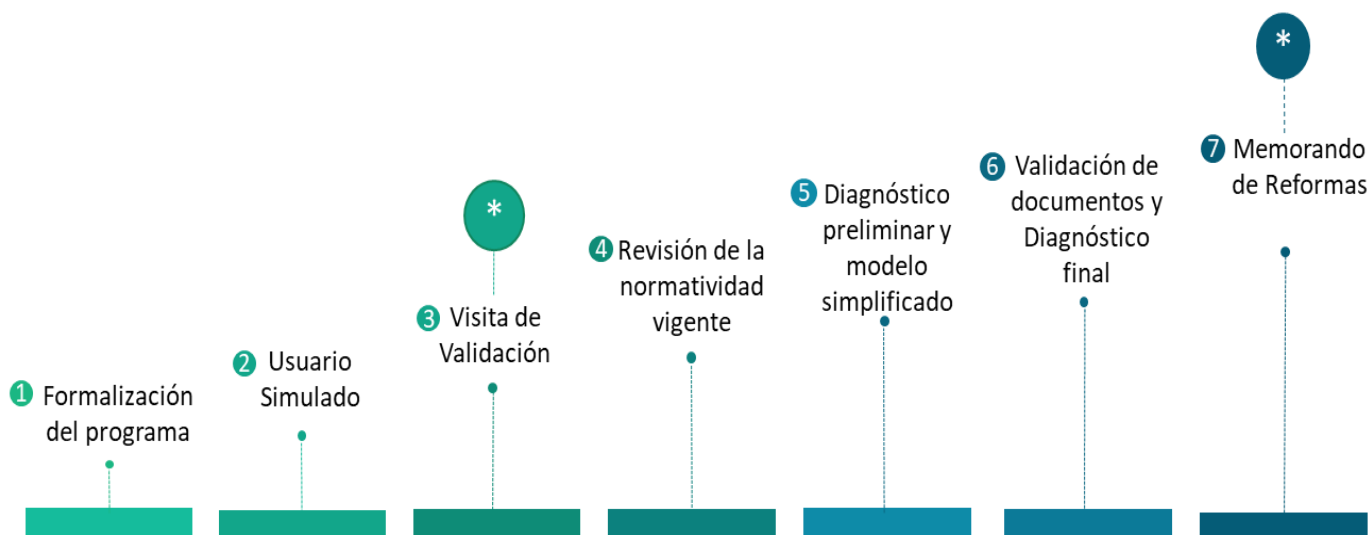 1 Formalización
del programa
2 Usuario
Simulado
*
3 Visita de
Validación
4 Revisión de la
normatividad
vigente
5 Diagnóstico
preliminar y
modelo
simplificado
6 Validación de
documentos y
Diagnóstico
final
*
7 Memorando
de Reformas